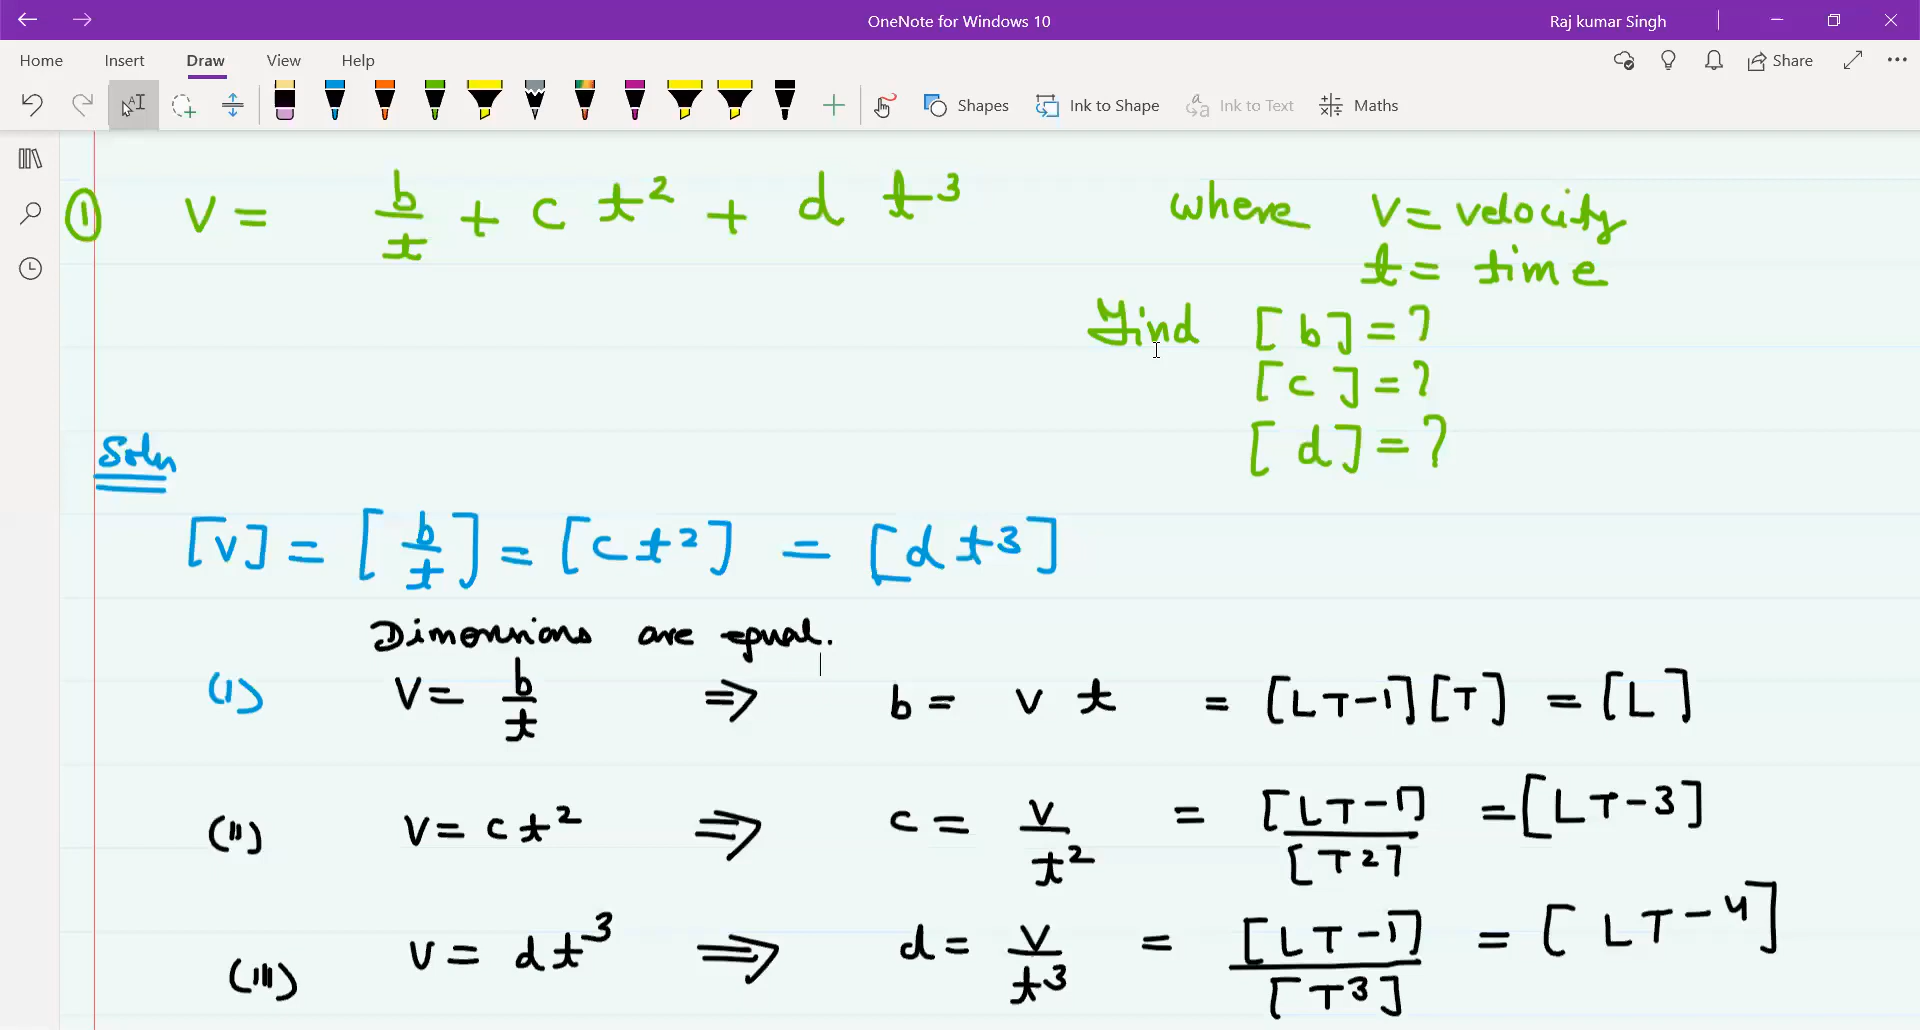 OneNote for Windows 10
Raj kumar Singh
Home Insert Draw View Help
Share
Shapes Ink to Shape Ink to Text Maths
① V = b/t + c t² + d t³ where V = velocity
t = time
Find [b] = ?
[c] = ?
[d] = ?
Soln
[v] = [b/t] = [c t²] = [d t³]
Dimensions are equal.
(I) V = b/t ⇒ b = v t = [LT-1][T] = [L]
(II) V = ct² ⇒ c = v/t² = [LT-1]/[T2] = [LT-3]
(III) v = dt³ ⇒ d = v/t³ = [LT-1]/[T3] = [LT-4]